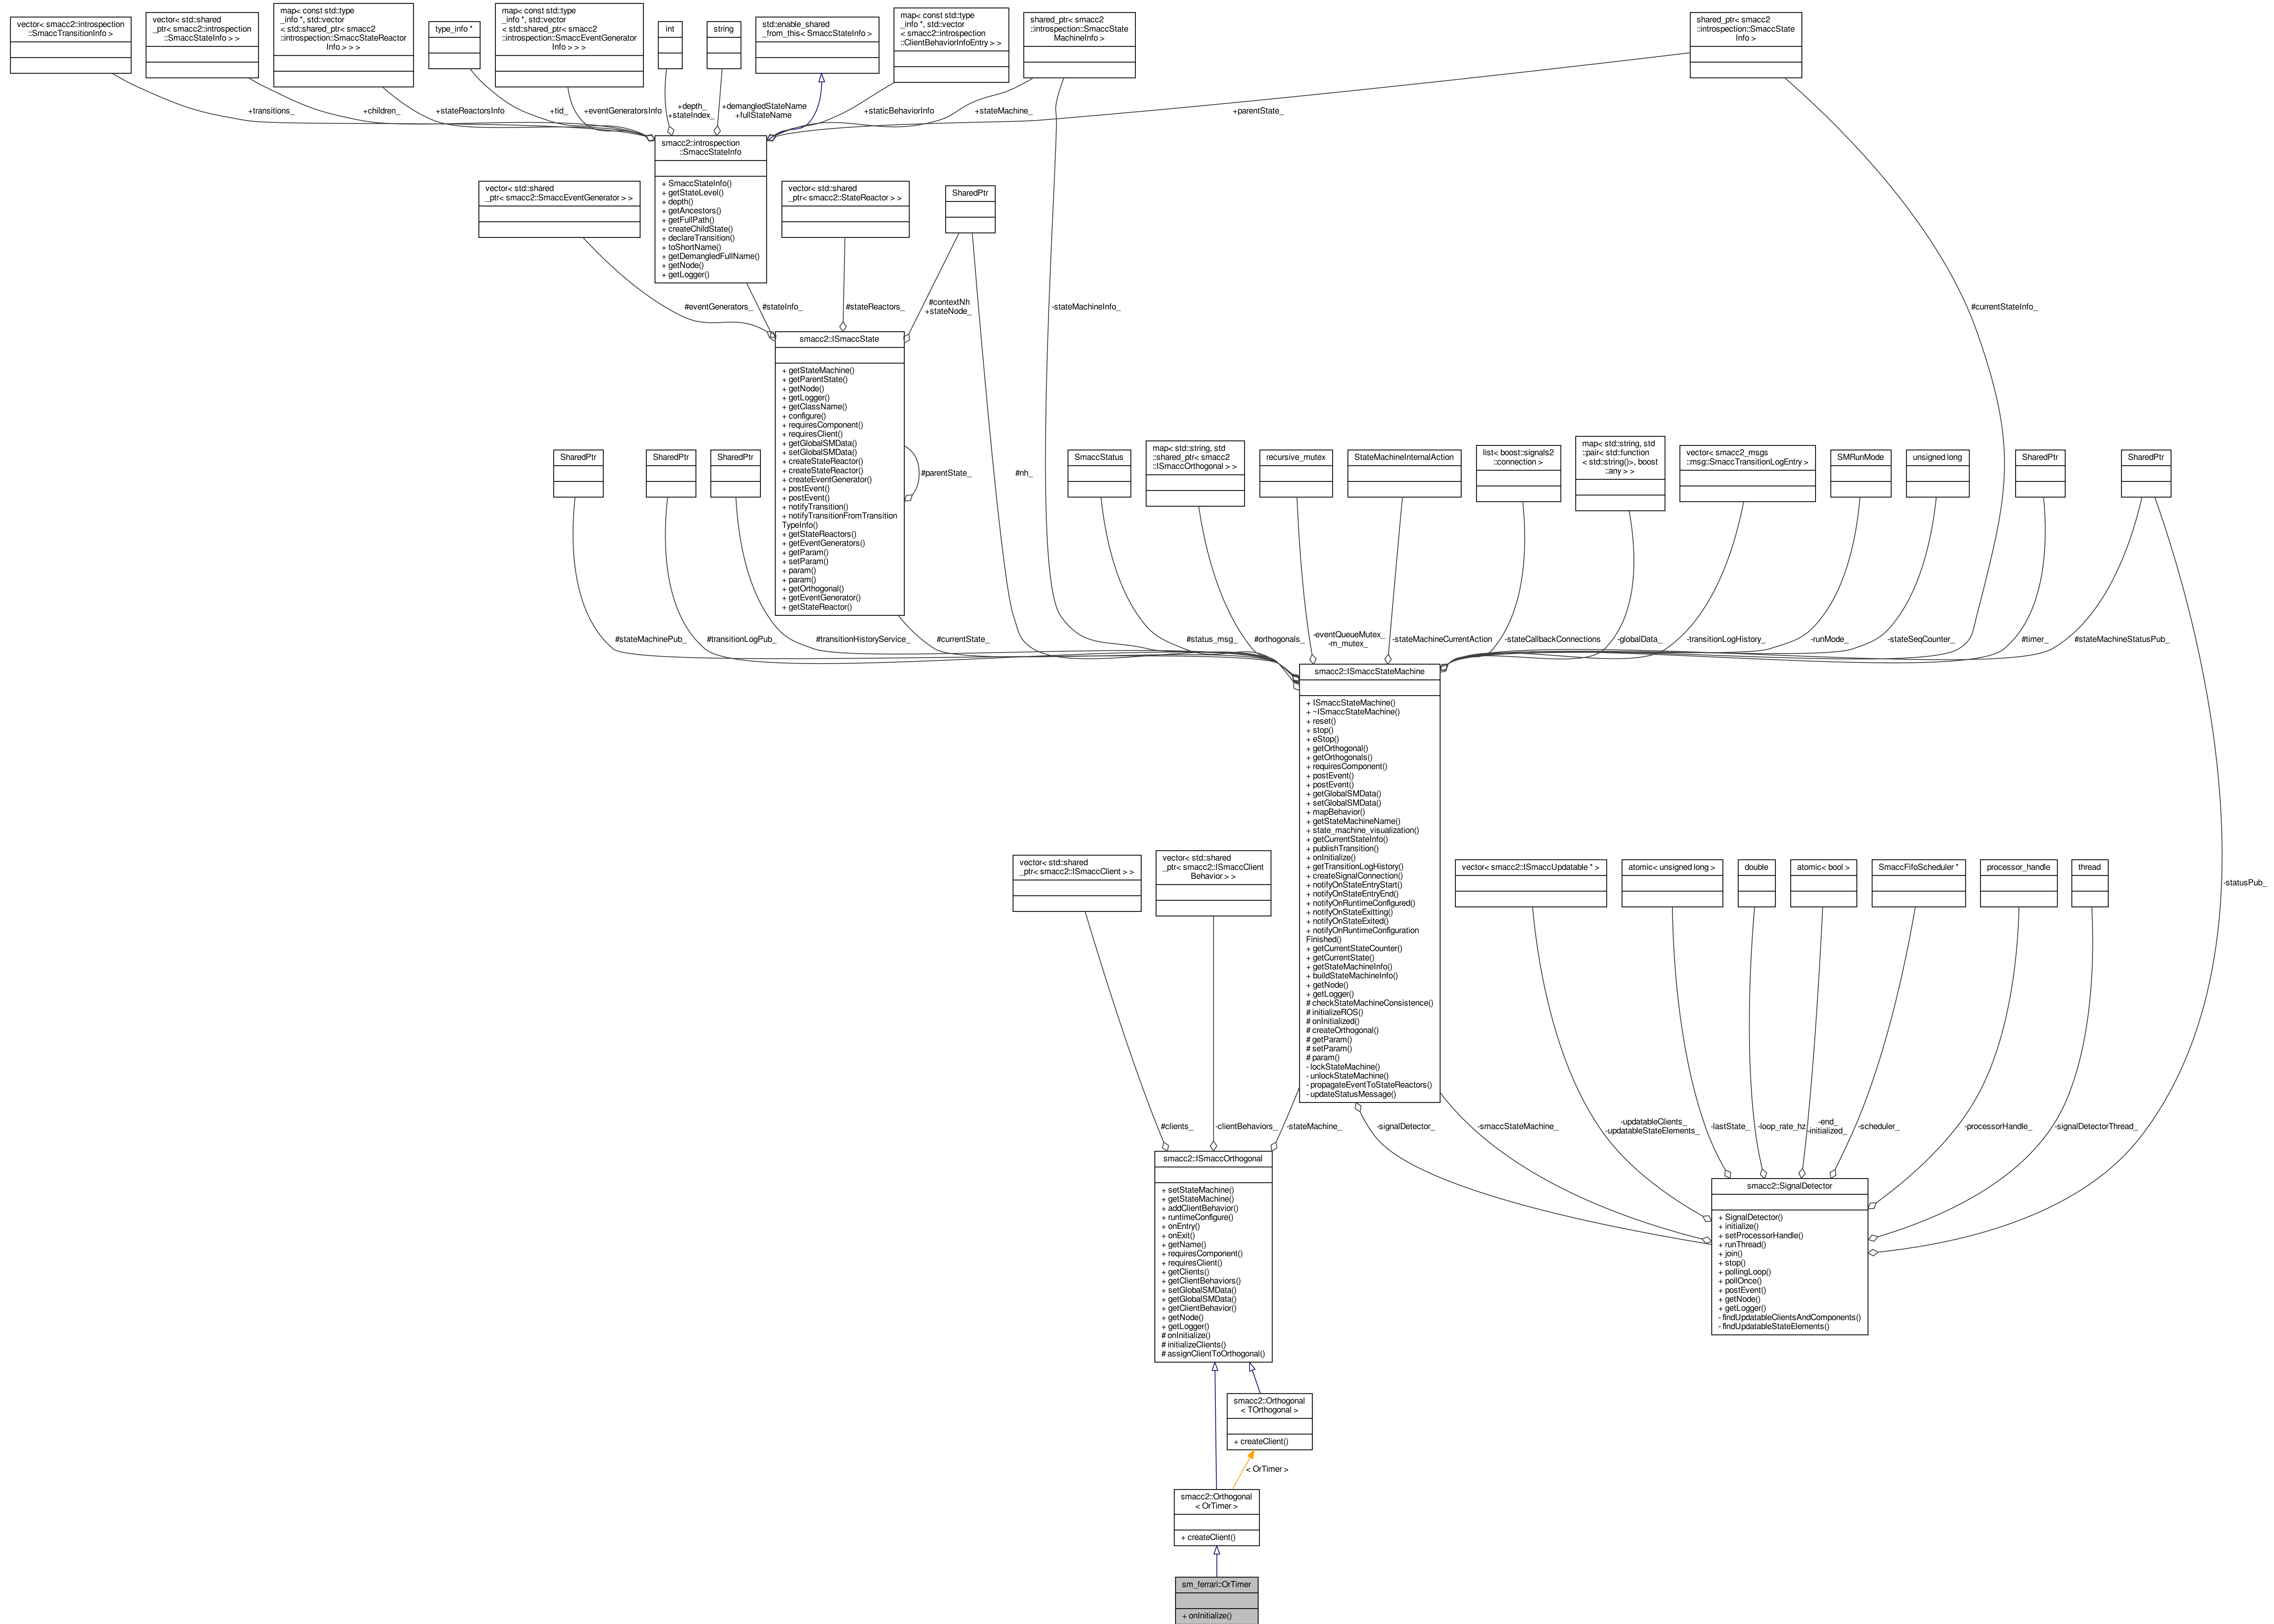 vector< smacc2::introspection
::SmaccTransitionInfo >
vector< std::shared
_ptr< smacc2::introspection
::SmaccStateInfo > >
map< const std::type
_info *, std::vector
< std::shared_ptr< smacc2
::introspection::SmaccStateReactor
Info > > >
type_info *
map< const std::type
_info *, std::vector
< std::shared_ptr< smacc2
::introspection::SmaccEventGenerator
Info > > >
int
string
std::enable_shared
_from_this< SmaccStateInfo >
map< const std::type
_info *, std::vector
< smacc2::introspection
::ClientBehaviorInfoEntry > >
shared_ptr< smacc2
::introspection::SmaccState
MachineInfo >
shared_ptr< smacc2
::introspection::SmaccState
Info >
+transitions_
+children_
+stateReactorsInfo
+tid_
+eventGeneratorsInfo
+depth_
+stateIndex_
+demangledStateName
+fullStateName
+staticBehaviorInfo
+stateMachine_
+parentState_
smacc2::introspection
::SmaccStateInfo
+ SmaccStateInfo()
+ getStateLevel()
+ depth()
+ getAncestors()
+ getFullPath()
+ createChildState()
+ declareTransition()
+ toShortName()
+ getDemangledFullName()
+ getNode()
+ getLogger()
vector< std::shared
_ptr< smacc2::SmaccEventGenerator > >
vector< std::shared
_ptr< smacc2::StateReactor > >
SharedPtr
#eventGenerators_
#stateInfo_
#stateReactors_
#contextNh
+stateNode_
-stateMachineInfo_
#currentStateInfo_
smacc2::ISmaccState
+ getStateMachine()
+ getParentState()
+ getNode()
+ getLogger()
+ getClassName()
+ configure()
+ requiresComponent()
+ requiresClient()
+ getGlobalSMData()
+ setGlobalSMData()
+ createStateReactor()
+ createStateReactor()
+ createEventGenerator()
+ postEvent()
+ postEvent()
+ notifyTransition()
+ notifyTransitionFromTransition
TypeInfo()
+ getStateReactors()
+ getEventGenerators()
+ getParam()
+ setParam()
+ param()
+ param()
+ getOrthogonal()
+ getEventGenerator()
+ getStateReactor()
#parentState_
#nh_
SharedPtr
SharedPtr
SharedPtr
SmaccStatus
map< std::string, std
::shared_ptr< smacc2
::ISmaccOrthogonal > >
recursive_mutex
StateMachineInternalAction
list< boost::signals2
::connection >
map< std::string, std
::pair< std::function
< std::string()>, boost
::any > >
vector< smacc2_msgs
::msg::SmaccTransitionLogEntry >
SMRunMode
unsigned long
SharedPtr
SharedPtr
#stateMachinePub_
#transitionLogPub_
#transitionHistoryService_
#currentState_
#status_msg_
#orthogonals_
-eventQueueMutex_
-m_mutex_
-stateMachineCurrentAction
-stateCallbackConnections
-globalData_
-transitionLogHistory_
-runMode_
-stateSeqCounter_
#timer_
#stateMachineStatusPub_
smacc2::ISmaccStateMachine
+ ISmaccStateMachine()
+ ~ISmaccStateMachine()
+ reset()
+ stop()
+ eStop()
+ getOrthogonal()
+ getOrthogonals()
+ requiresComponent()
+ postEvent()
+ postEvent()
+ getGlobalSMData()
+ setGlobalSMData()
+ mapBehavior()
+ getStateMachineName()
+ state_machine_visualization()
+ getCurrentStateInfo()
+ publishTransition()
+ onInitialize()
+ getTransitionLogHistory()
+ createSignalConnection()
+ notifyOnStateEntryStart()
+ notifyOnStateEntryEnd()
+ notifyOnRuntimeConfigured()
+ notifyOnStateExitting()
+ notifyOnStateExited()
+ notifyOnRuntimeConfiguration
Finished()
+ getCurrentStateCounter()
+ getCurrentState()
+ getStateMachineInfo()
+ buildStateMachineInfo()
+ getNode()
+ getLogger()
# checkStateMachineConsistence()
# initializeROS()
# onInitialized()
# createOrthogonal()
# getParam()
# setParam()
# param()
- lockStateMachine()
- unlockStateMachine()
- propagateEventToStateReactors()
- updateStatusMessage()
vector< std::shared
_ptr< smacc2::ISmaccClient > >
vector< std::shared
_ptr< smacc2::ISmaccClient
Behavior > >
vector< smacc2::ISmaccUpdatable * >
atomic< unsigned long >
double
atomic< bool >
SmaccFifoScheduler *
processor_handle
thread
-statusPub_
#clients_
-clientBehaviors_
-stateMachine_
-signalDetector_
-smaccStateMachine_
-updatableClients_
-updatableStateElements_
-lastState_
-loop_rate_hz
-end_
-initialized_
-scheduler_
-processorHandle_
-signalDetectorThread_
smacc2::ISmaccOrthogonal
+ setStateMachine()
+ getStateMachine()
+ addClientBehavior()
+ runtimeConfigure()
+ onEntry()
+ onExit()
+ getName()
+ requiresComponent()
+ requiresClient()
+ getClients()
+ getClientBehaviors()
+ setGlobalSMData()
+ getGlobalSMData()
+ getClientBehavior()
+ getNode()
+ getLogger()
# onInitialize()
# initializeClients()
# assignClientToOrthogonal()
smacc2::SignalDetector
+ SignalDetector()
+ initialize()
+ setProcessorHandle()
+ runThread()
+ join()
+ stop()
+ pollingLoop()
+ pollOnce()
+ postEvent()
+ getNode()
+ getLogger()
- findUpdatableClientsAndComponents()
- findUpdatableStateElements()
smacc2::Orthogonal
< TOrthogonal >
+ createClient()
< OrTimer >
smacc2::Orthogonal
< OrTimer >
+ createClient()
sm_ferrari::OrTimer
+ onInitialize()